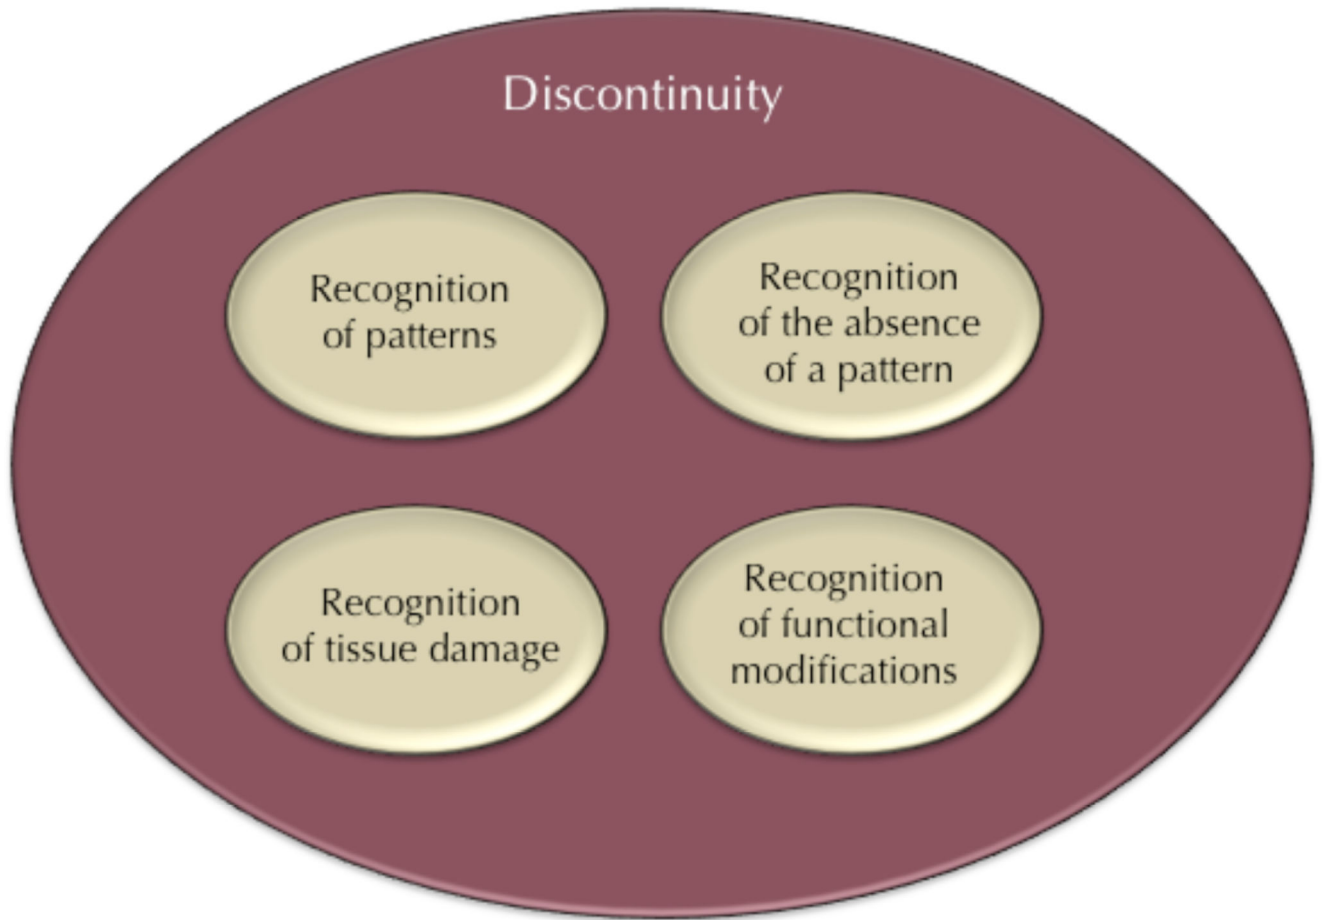 Discontinuity
Recognition
of patterns
Recognition
of the absence
of a pattern
Recognition
of tissue damage
Recognition
of functional
modifications